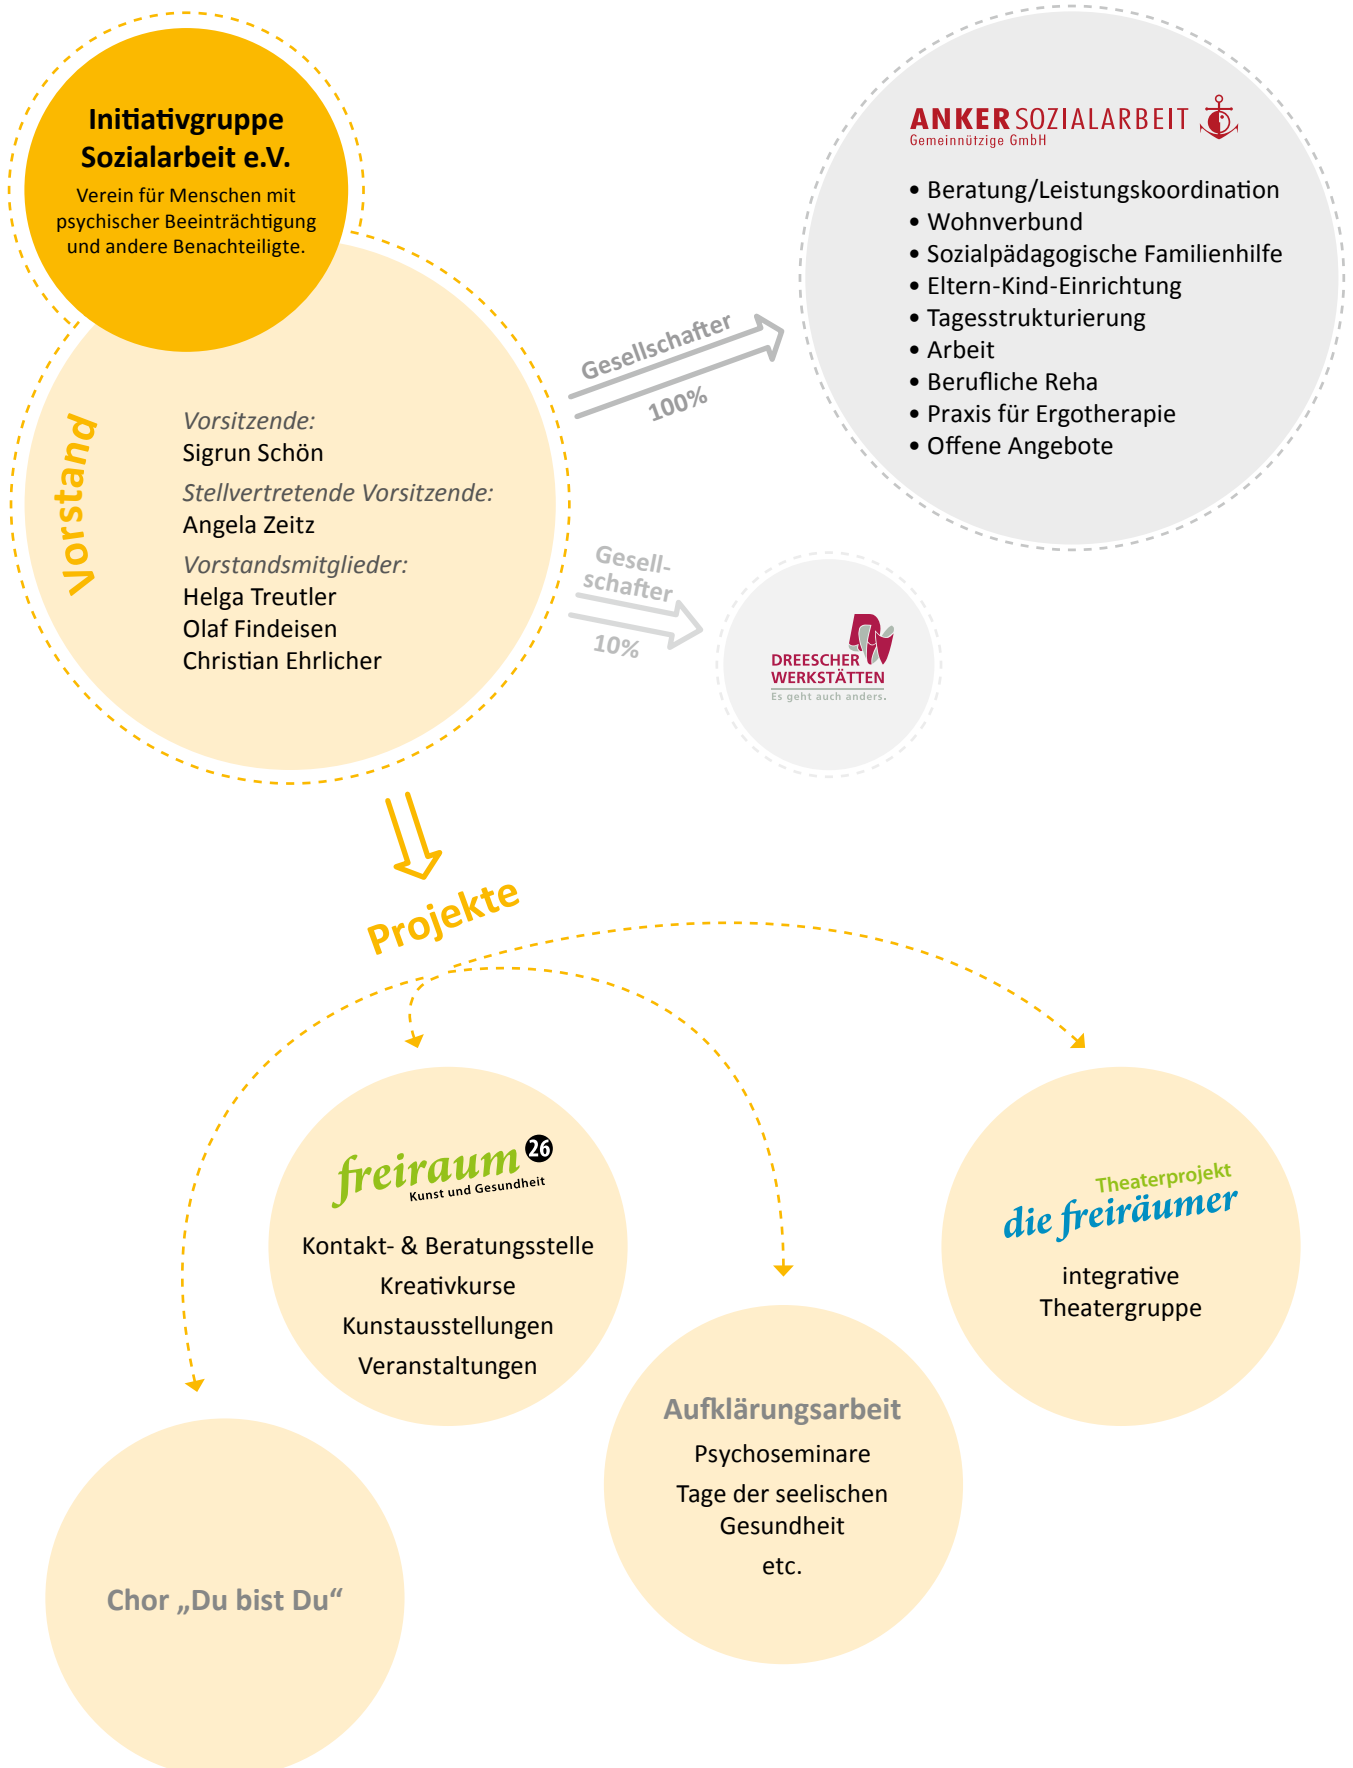 Initiativgruppe
Sozialarbeit e.V.
Verein für Menschen mit
psychischer Beeinträchtigung
und andere Benachteiligte.
Vorstand
Vorsitzende:
Sigrun Schön
Stellvertretende Vorsitzende:
Angela Zeitz
Vorstandsmitglieder:
Helga Treutler
Olaf Findeisen
Christian Ehrlicher
Gesellschafter
100%
ANKER SOZIALARBEIT
Gemeinnützige GmbH
• Beratung/Leistungskoordination
• Wohnverbund
• Sozialpädagogische Familienhilfe
• Eltern-Kind-Einrichtung
• Tagesstrukturierung
• Arbeit
• Berufliche Reha
• Praxis für Ergotherapie
• Offene Angebote
Gesell-
schafter
10%
DREESCHER
WERKSTÄTTEN
Es geht auch anders.
Projekte
freiraum 26
Kunst und Gesundheit
Kontakt- & Beratungsstelle
Kreativkurse
Kunstausstellungen
Veranstaltungen
Theaterprojekt
die freiräumer
integrative
Theatergruppe
Aufklärungsarbeit
Psychoseminare
Tage der seelischen
Gesundheit
etc.
Chor „Du bist Du“